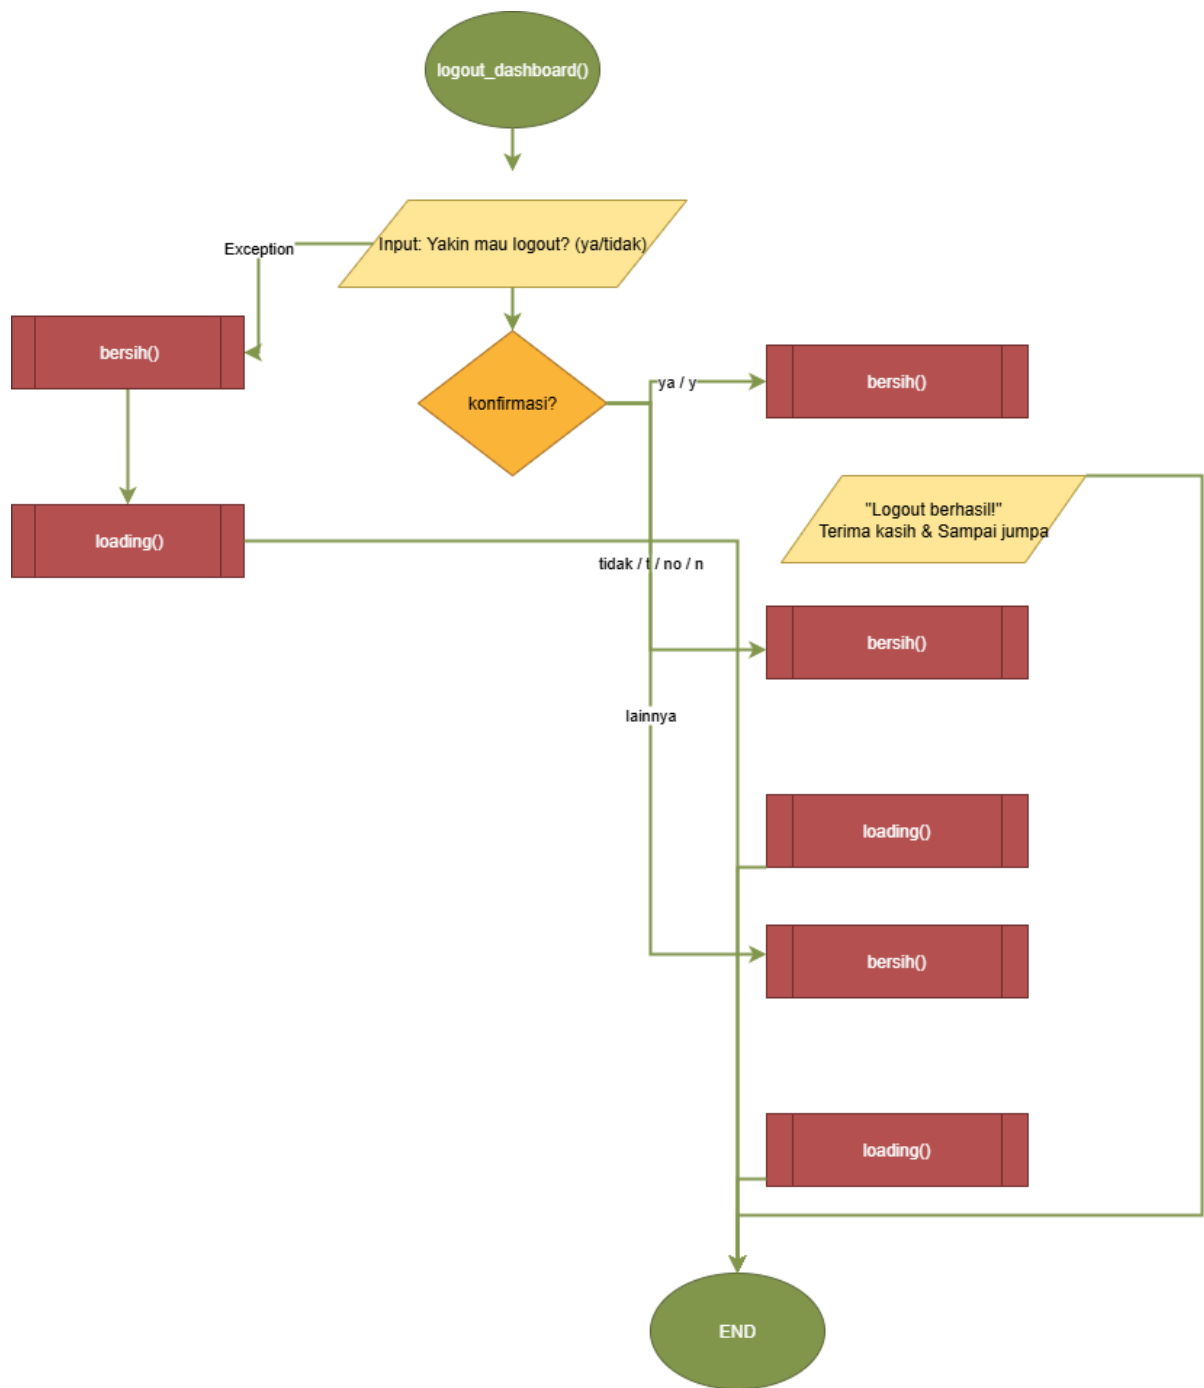 logout_dashboard()
Input: Yakin mau logout? (ya/tidak)
Exception
bersih()
konfirmasi?
ya / y
bersih()
"Logout berhasil!"
Terima kasih & Sampai jumpa
loading()
tidak / t / no / n
bersih()
lainnya
loading()
bersih()
loading()
END